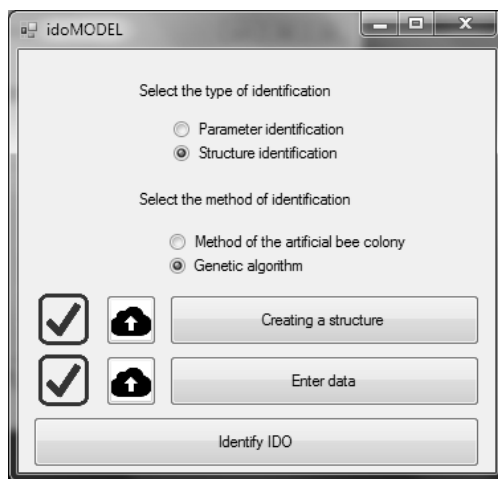 idoMODEL
Select the type of identification
Parameter identification
Structure identification
Select the method of identification
Method of the artificial bee colony
Genetic algorithm
Creating a structure
Enter data
Identify IDO